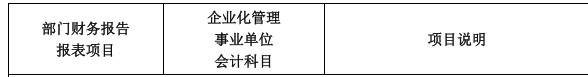 部门财务报告
报表项目
企业化管理
事业单位
会计科目
项目说明